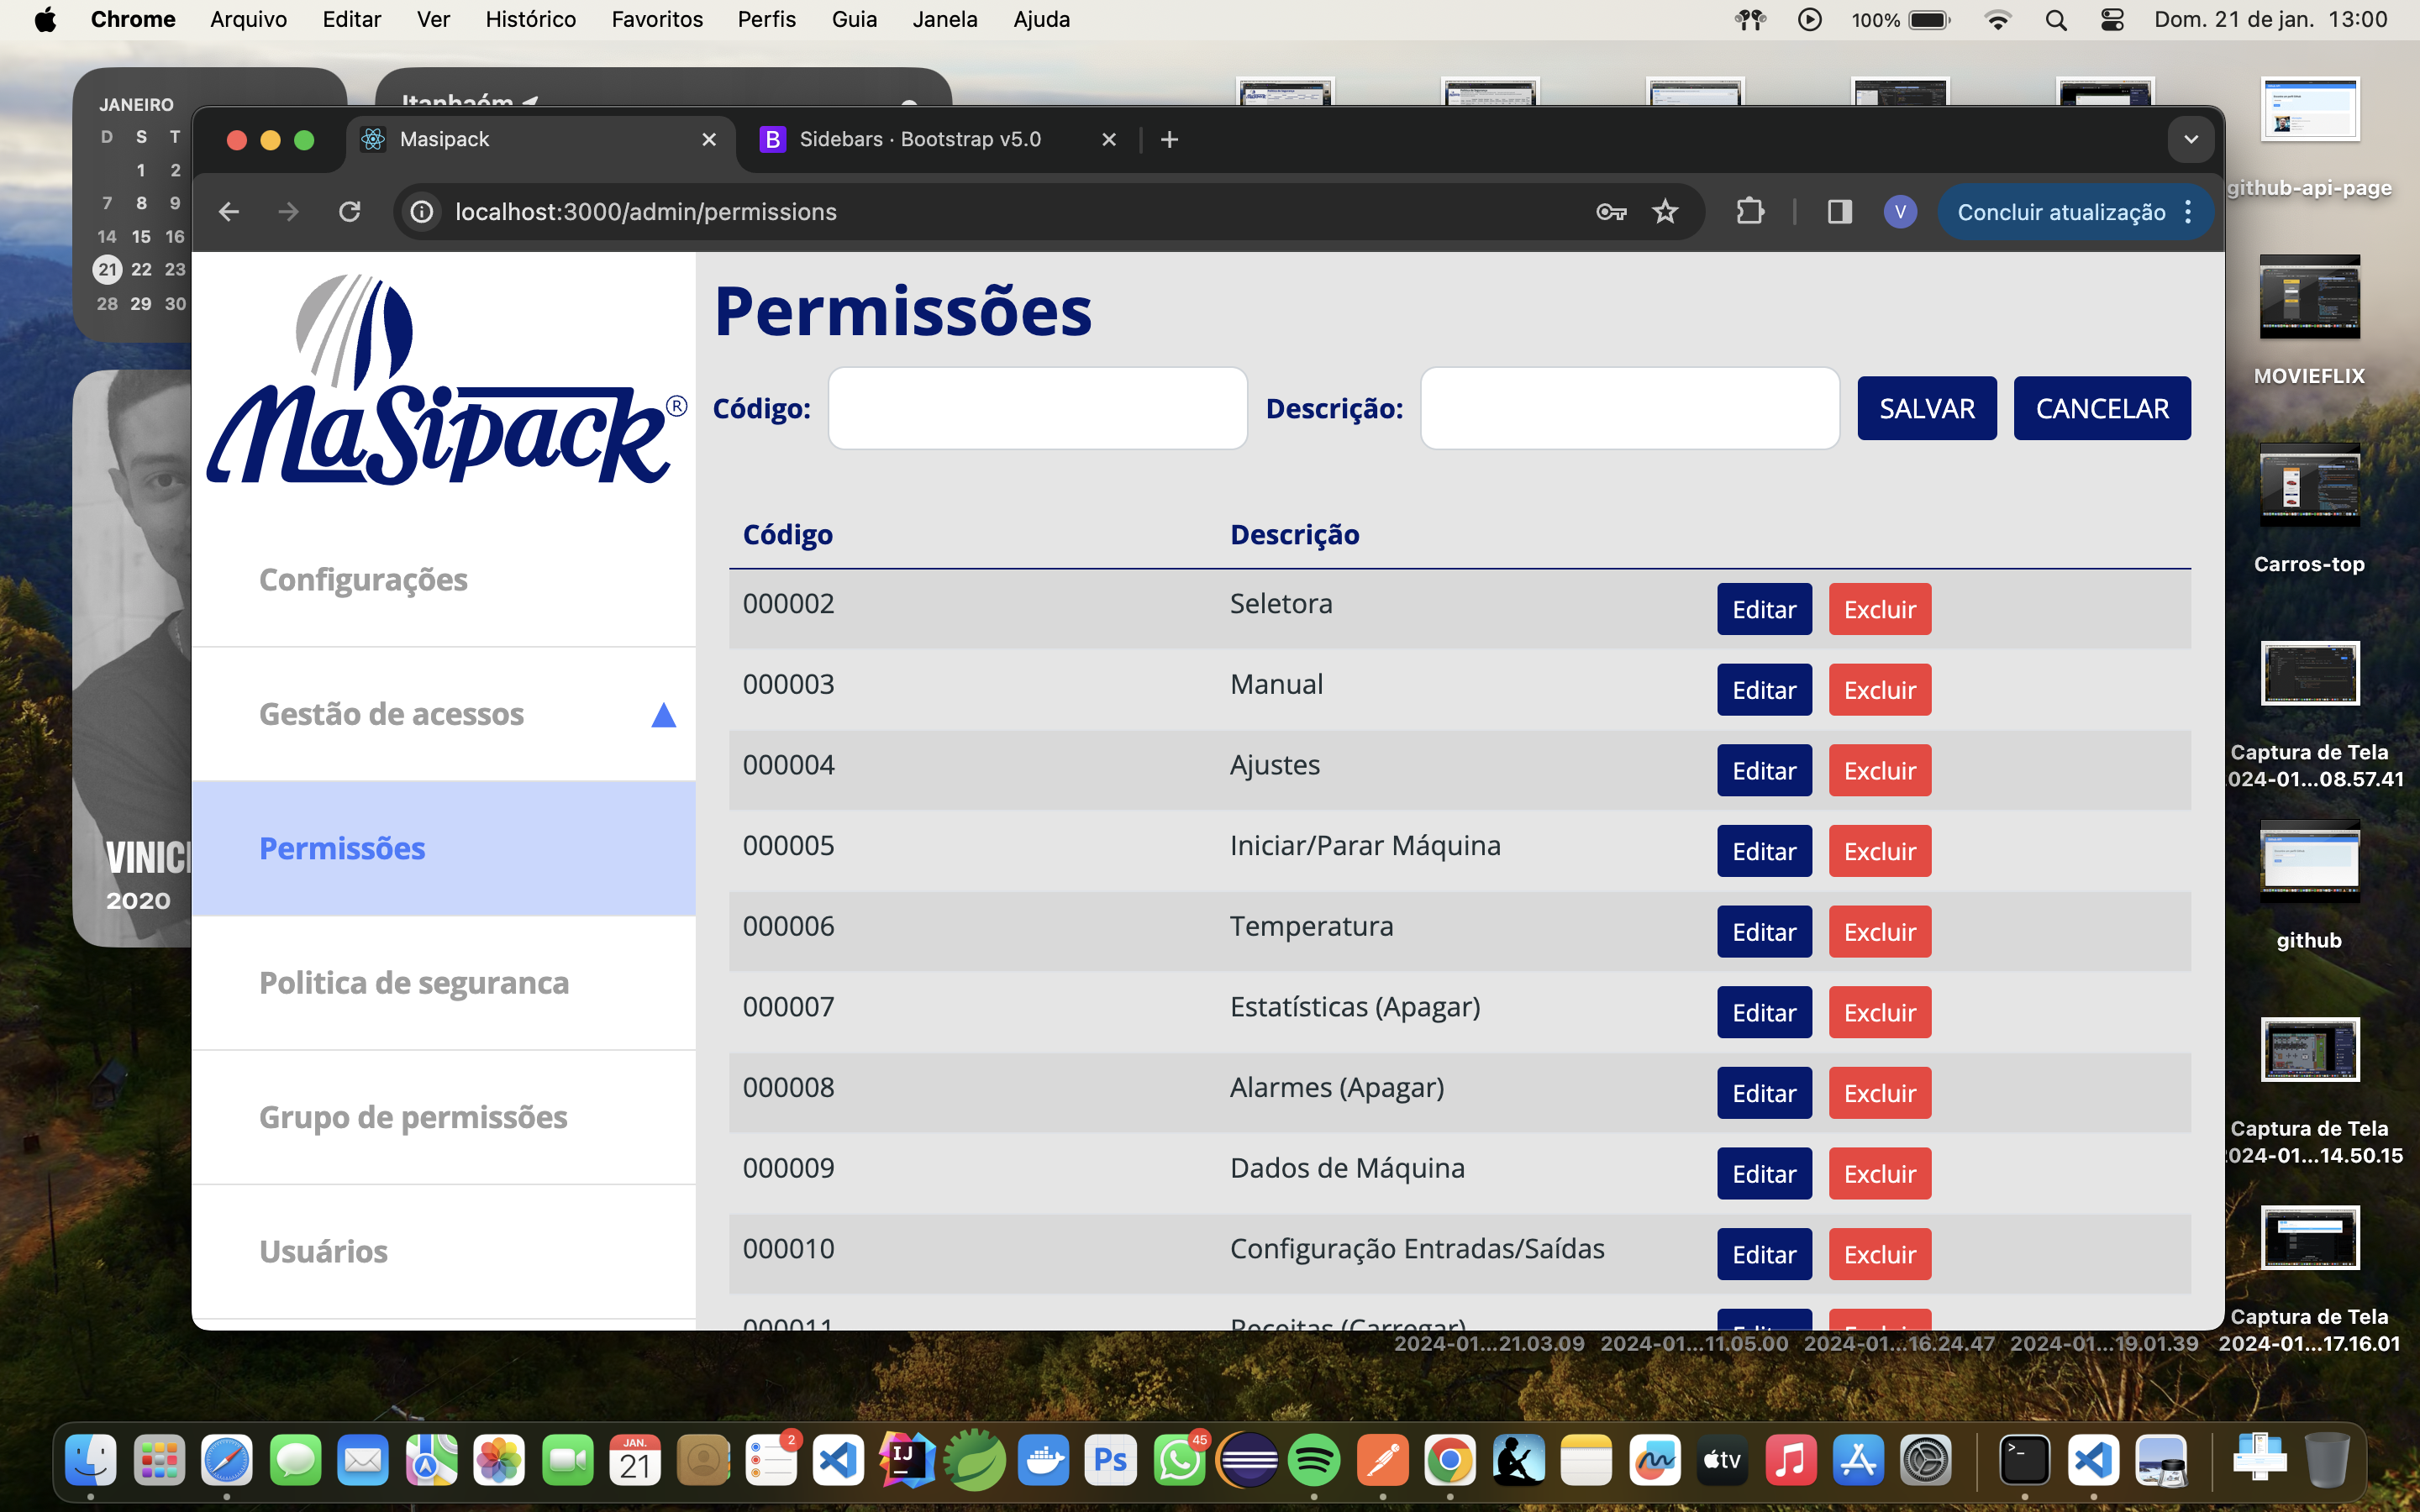 Chrome Arquivo Editar Ver Histórico Favoritos Perfis Guia Janela Ajuda 100% Dom. 21 de jan. 13:00
JANEIRO
D S T
1 2
7 8 9
14 15 16
21 22 23
28 29 30
Itanhaém
Masipack
Sidebars · Bootstrap v5.0
localhost:3000/admin/permissions
V
Concluir atualização
MaSipack®
Configurações
Gestão de acessos
Permissões
Politica de seguranca
Grupo de permissões
Usuários
Permissões
Código: Descrição: SALVAR CANCELAR
Código Descrição
000002 Seletora Editar Excluir
000003 Manual Editar Excluir
000004 Ajustes Editar Excluir
000005 Iniciar/Parar Máquina Editar Excluir
000006 Temperatura Editar Excluir
000007 Estatísticas (Apagar) Editar Excluir
000008 Alarmes (Apagar) Editar Excluir
000009 Dados de Máquina Editar Excluir
000010 Configuração Entradas/Saídas Editar Excluir
000011 Receitas (Carregar) Editar Excluir
VINICI
2020
github-api-page
MOVIEFLIX
Carros-top
Captura de Tela
024-01...08.57.41
github
Captura de Tela
2024-01...14.50.15
Captura de Tela
2024-01...17.16.01
2024-01...21.03.09 2024-01...11.05.00 2024-01...16.24.47 2024-01...19.01.39
JAN.
21
2
IJ
Ps
45
tv
>_